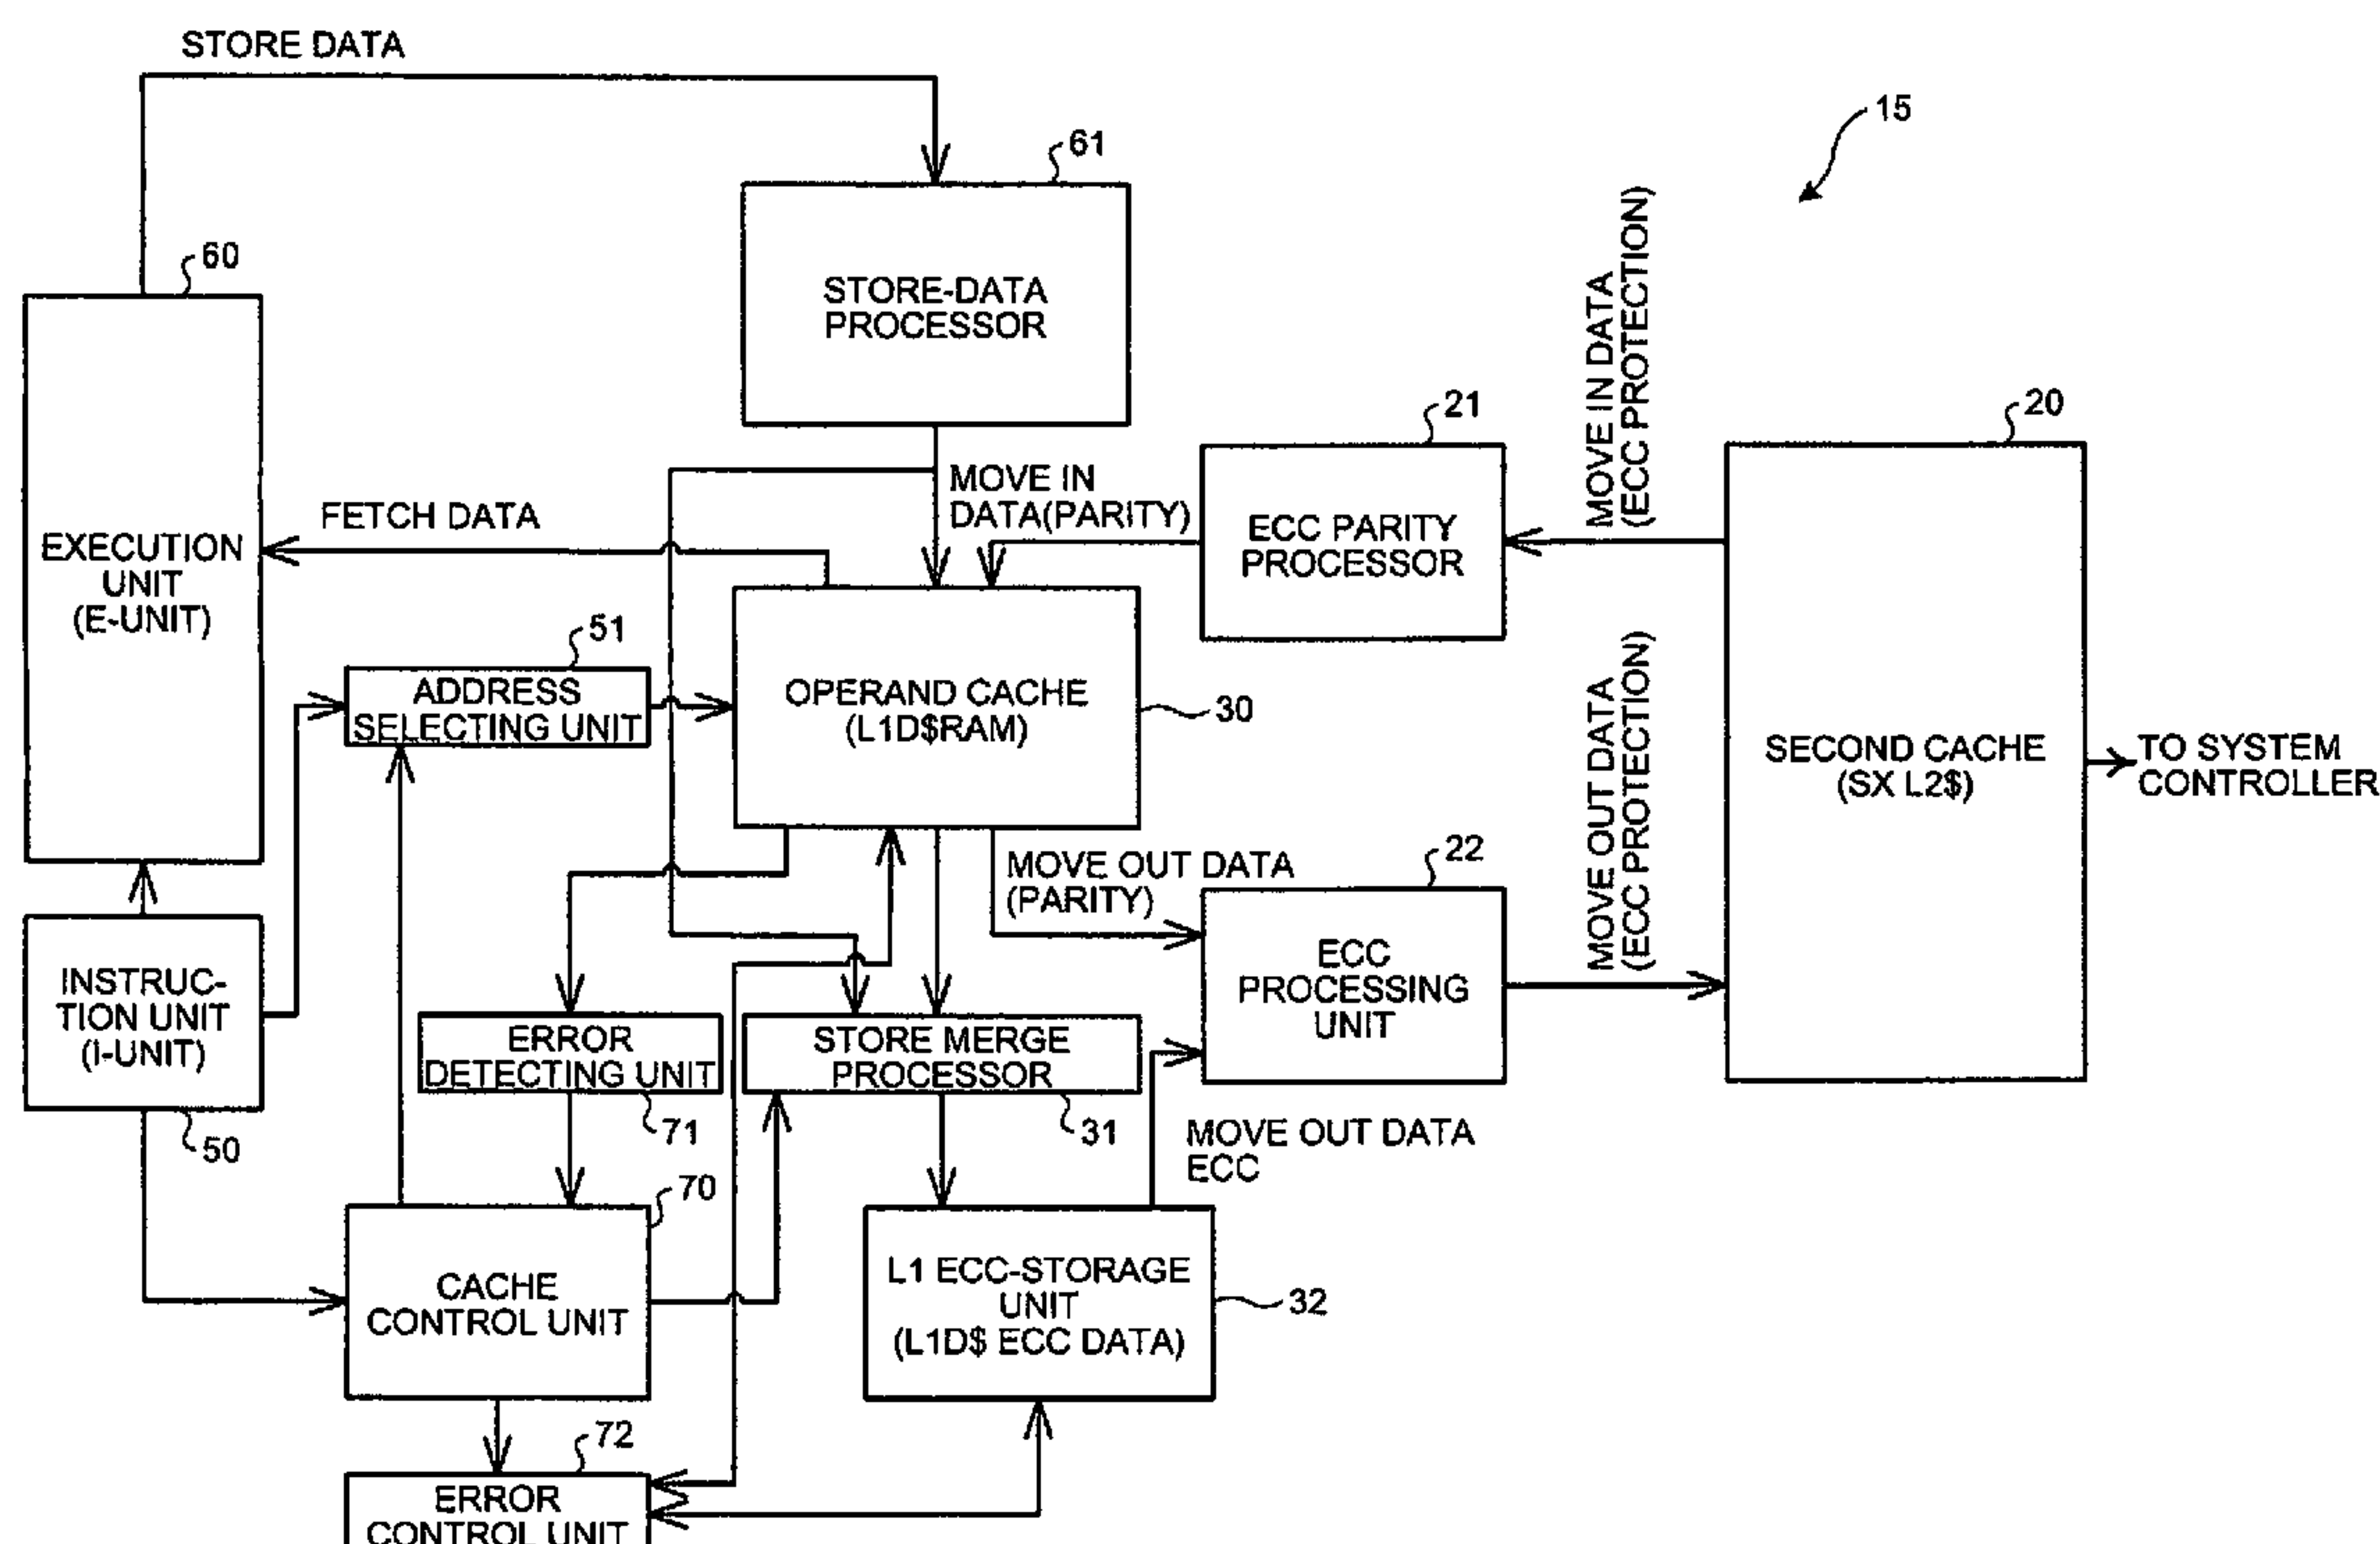 STORE DATA
15
61
STORE-DATA
PROCESSOR
60
EXECUTION
UNIT
(E-UNIT)
FETCH DATA
MOVE IN
DATA(PARITY)
21
ECC PARITY
PROCESSOR
MOVE IN DATA
(ECC PROTECTION)
20
SECOND CACHE
(SX L2$)
TO SYSTEM
CONTROLLER
51
ADDRESS
SELECTING UNIT
OPERAND CACHE
(L1D$RAM)
30
MOVE OUT DATA
(PARITY)
22
ECC
PROCESSING
UNIT
MOVE OUT DATA
(ECC PROTECTION)
INSTRUC-
TION UNIT
(I-UNIT)
50
ERROR
DETECTING UNIT
71
STORE MERGE
PROCESSOR
31
MOVE OUT DATA
ECC
70
CACHE
CONTROL UNIT
L1 ECC-STORAGE
UNIT
(L1D$ ECC DATA)
32
72
ERROR
CONTROL UNIT